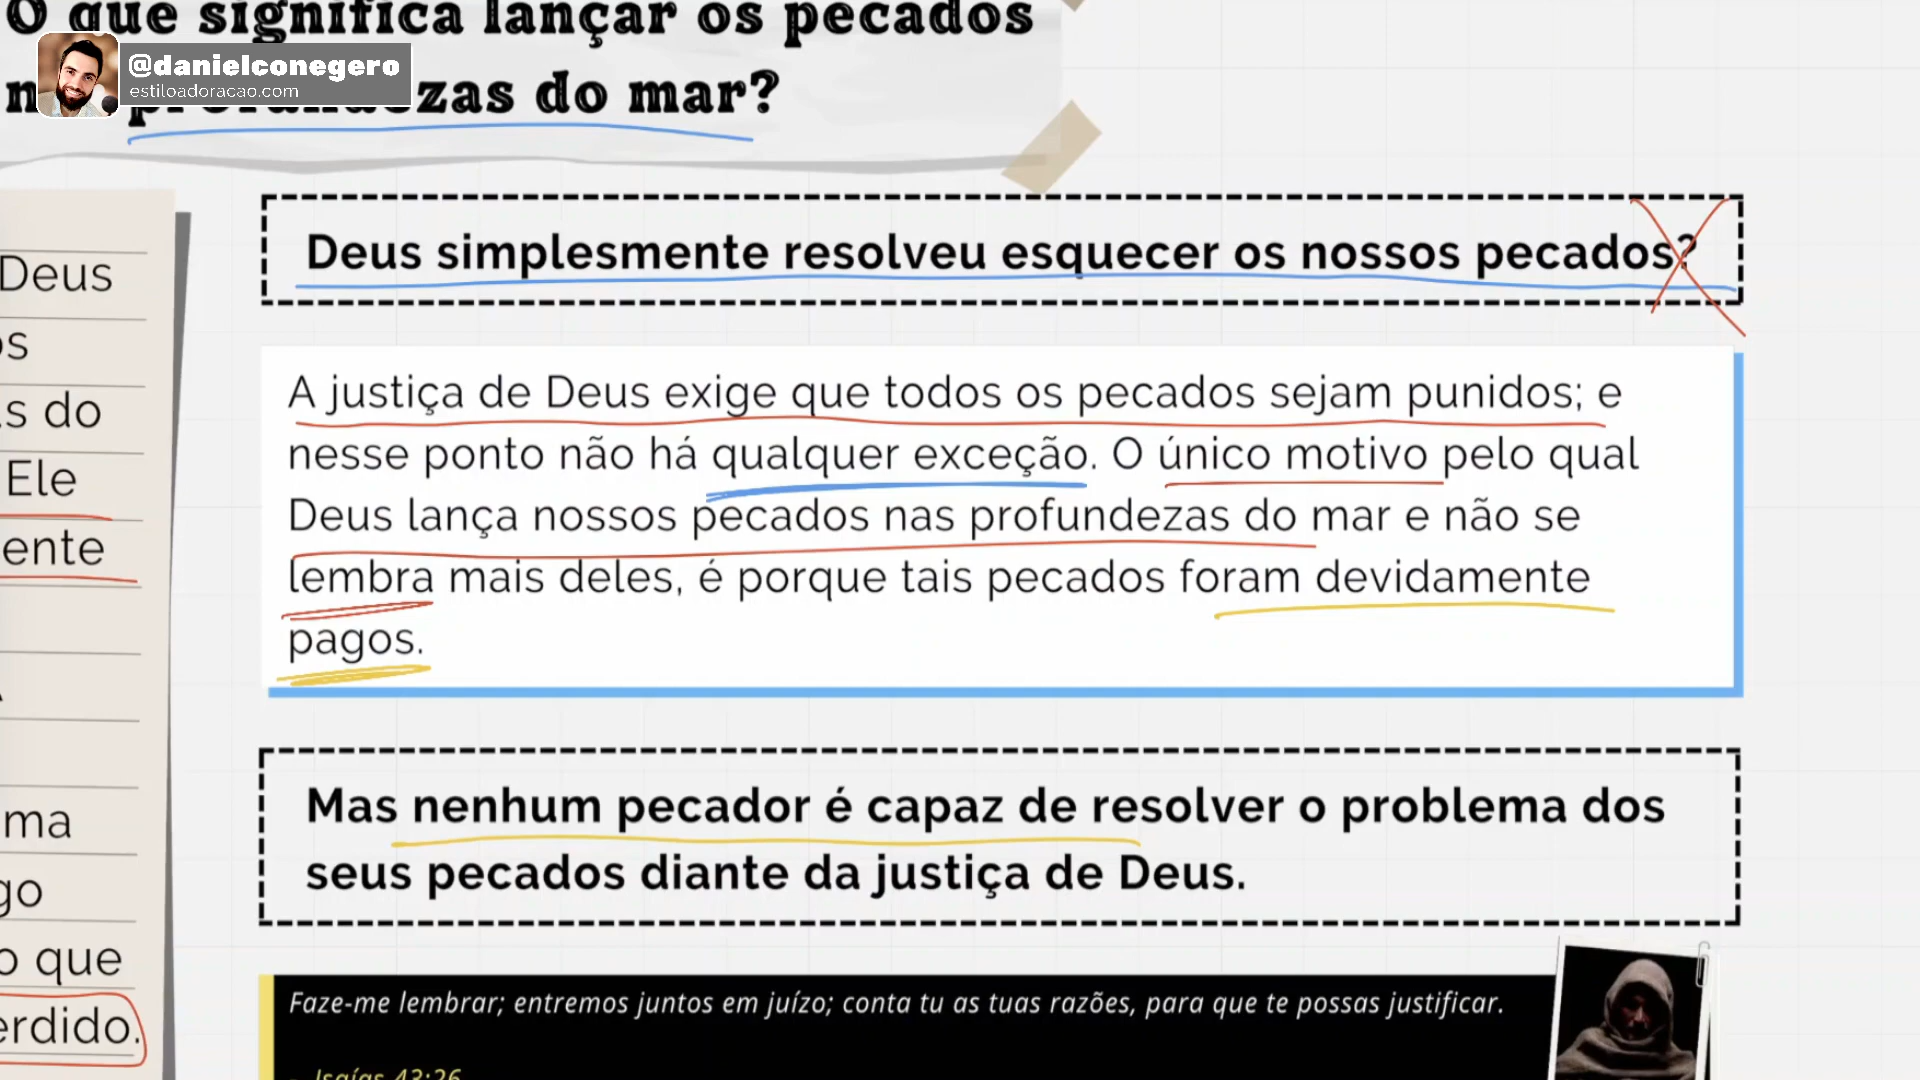 O que significa lançar os pecados
@danielconegero
estiloadoracao.com
profundezas do mar?
Deus simplesmente resolveu esquecer os nossos pecados?
A justiça de Deus exige que todos os pecados sejam punidos; e
nesse ponto não há qualquer exceção. O único motivo pelo qual
Deus lança nossos pecados nas profundezas do mar e não se
lembra mais deles, é porque tais pecados foram devidamente
pagos.
Mas nenhum pecador é capaz de resolver o problema dos
seus pecados diante da justiça de Deus.
Faze-me lembrar; entremos juntos em juízo; conta tu as tuas razões, para que te possas justificar.
- Isaías 43:26
Deus
os
as do
Ele
ente
ma
go
o que
erdido.